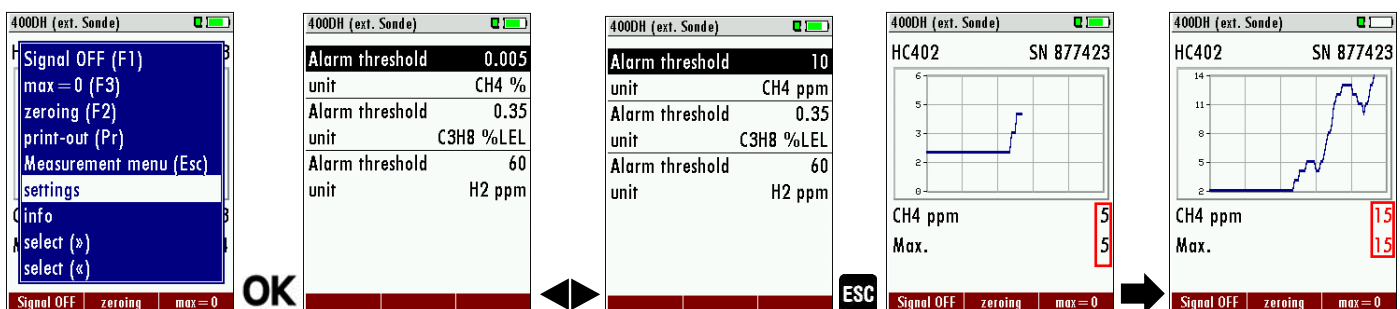 400DH (ext. Sonde)
Signal OFF (F1)
max=0 (F3)
zeroing (F2)
print-out (Pr)
Measurement menu (Esc)
settings
info
select (»)
select («)
Signal OFF zeroing max=0
OK
400DH (ext. Sonde)
Alarm threshold 0.005
unit CH4 %
Alarm threshold 0.35
unit C3H8 %LEL
Alarm threshold 60
unit H2 ppm
400DH (ext. Sonde)
Alarm threshold 10
unit CH4 ppm
Alarm threshold 0.35
unit C3H8 %LEL
Alarm threshold 60
unit H2 ppm
ESC
400DH (ext. Sonde)
HC402 SN 877423
6
5
3
2
0
CH4 ppm 5
Max. 5
Signal OFF zeroing max=0
400DH (ext. Sonde)
HC402 SN 877423
14
11
8
5
2
CH4 ppm 15
Max. 15
Signal OFF zeroing max=0